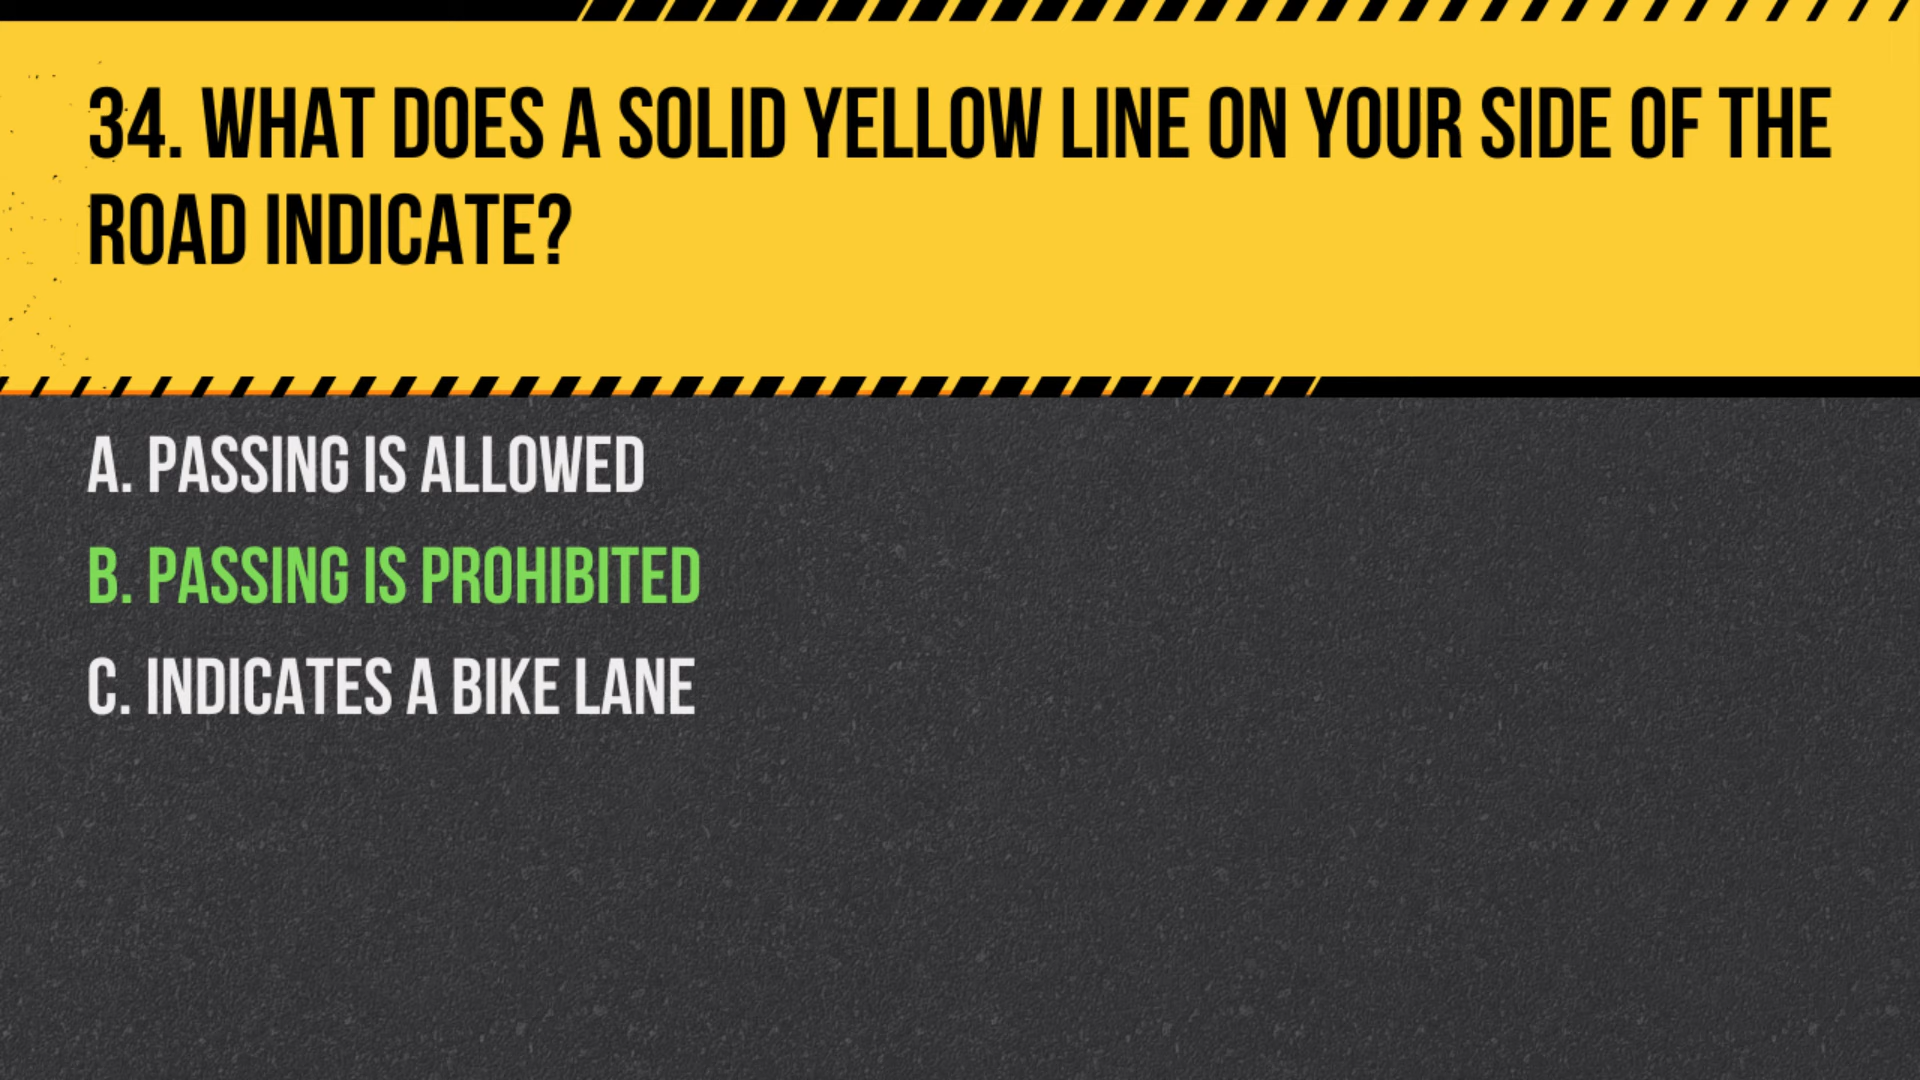 34. WHAT DOES A SOLID YELLOW LINE ON YOUR SIDE OF THE
ROAD INDICATE?
A. PASSING IS ALLOWED
B. PASSING IS PROHIBITED
C. INDICATES A BIKE LANE